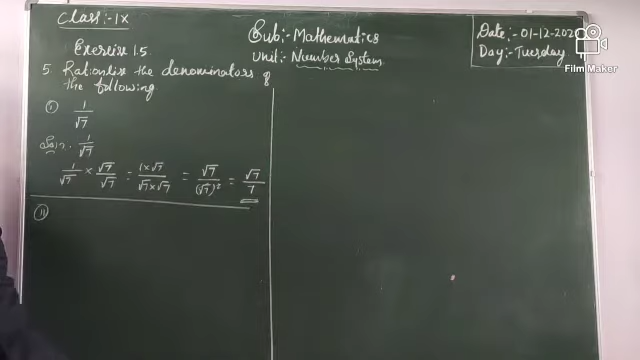 Class:- IX
Sub:- Mathematics
Unit:- Number System
Date:- 01-12-202
Day:- Tuesday
Film Maker
Exercise 1.5
5. Rationlise the denominators of
the following
(i) 1/√7
Soln:- 1/√7
1/√7 × √7/√7 = 1×√7/√7×√7 = √7/(√7)² = √7/7
(ii)